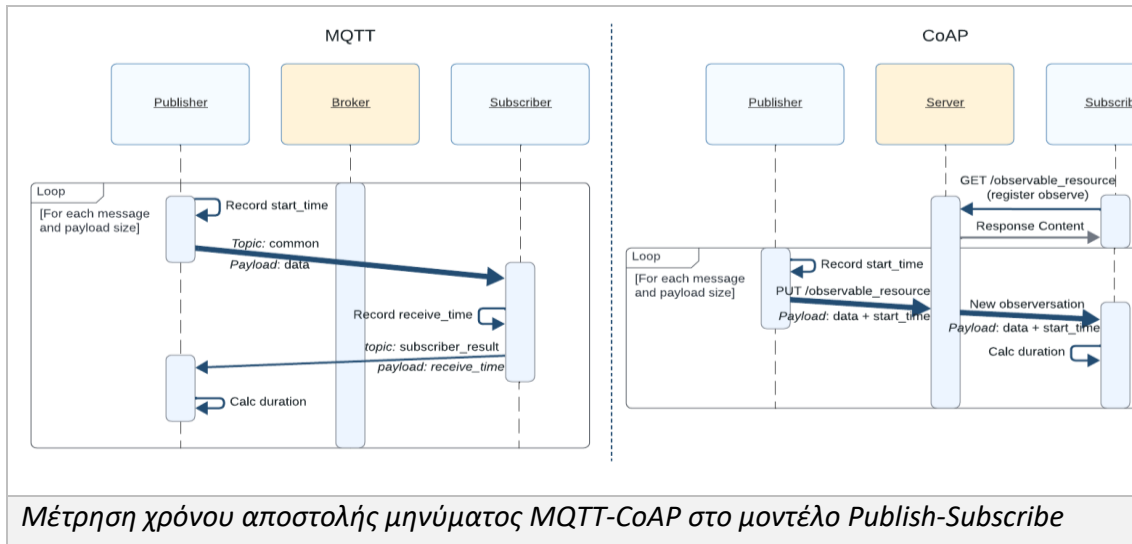 MQTT
Publisher
Broker
Subscriber
Loop
[For each message
and payload size]
Record start_time
Topic: common
Payload: data
Record receive_time
topic: subscriber_result
payload: receive_time
Calc duration
CoAP
Publisher
Server
GET /observable_resource
(register observe)
Response Content
Loop
[For each message
and payload size]
Record start_time
PUT /observable_resource
Payload: data + start_time
New observersation
Payload: data + start_time
Calc duration
Μέτρηση χρόνου αποστολής μηνύματος MQTT-CoAP στο μοντέλο Publish-Subscribe